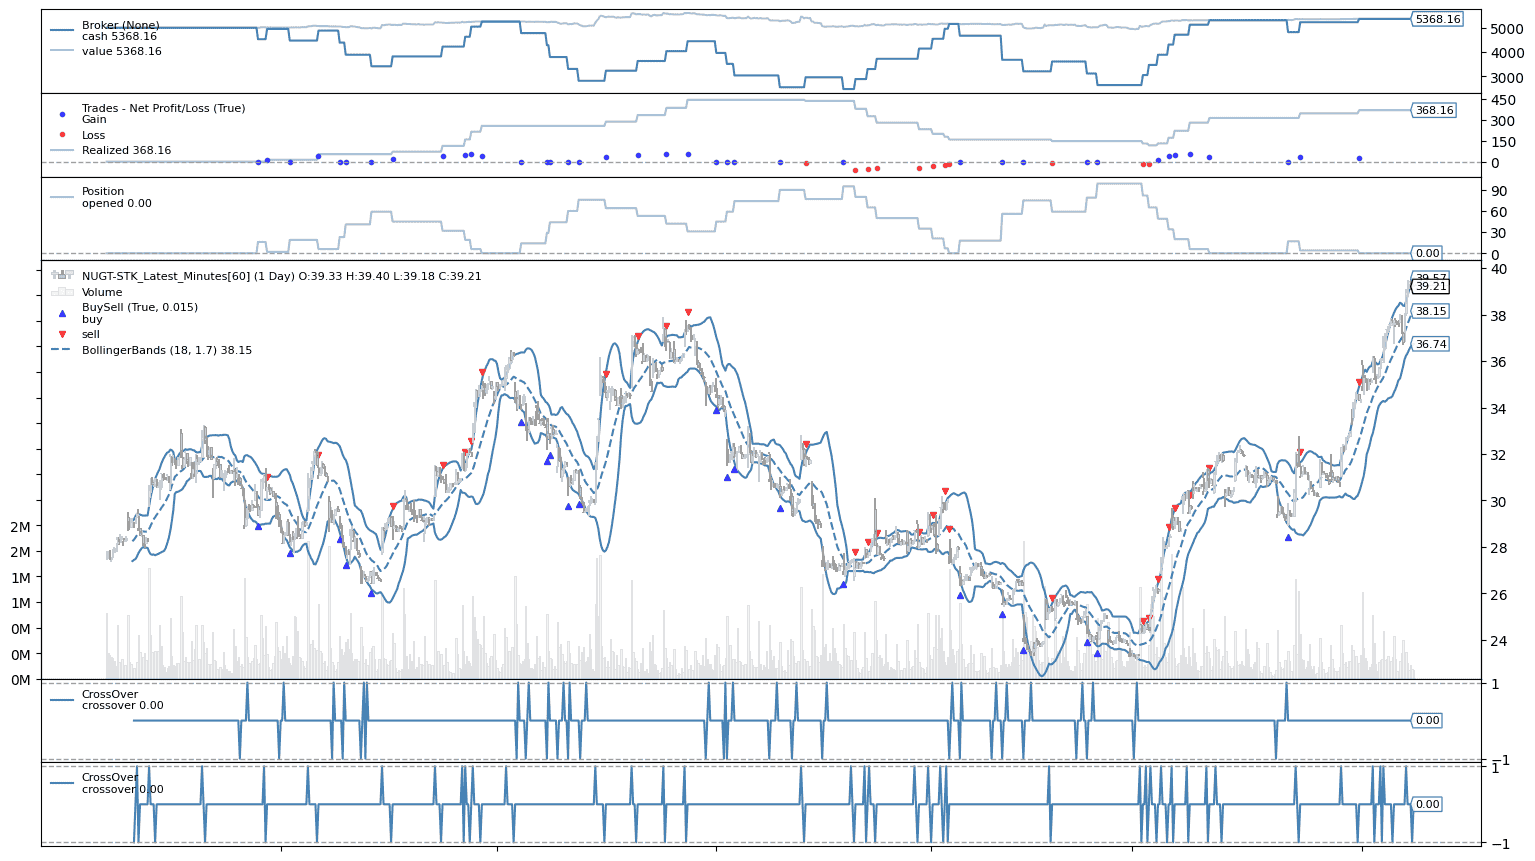 Broker (None)
cash 5368.16
value 5368.16
5368.16
5000
4000
3000
Trades - Net Profit/Loss (True)
Gain
Loss
Realized 368.16
450
368.16
300
150
0
Position
opened 0.00
90
60
30
0.00
0
NUGT-STK_Latest_Minutes[60] (1 Day) O:39.33 H:39.40 L:39.18 C:39.21
Volume
BuySell (True, 0.015)
buy
sell
BollingerBands (18, 1.7) 38.15
40
39.57
39.21
38.15
38
36.74
36
34
32
30
28
26
24
2M
2M
1M
1M
0M
0M
0M
CrossOver
crossover 0.00
1
0.00
−1
CrossOver
crossover 0.00
1
0.00
−1